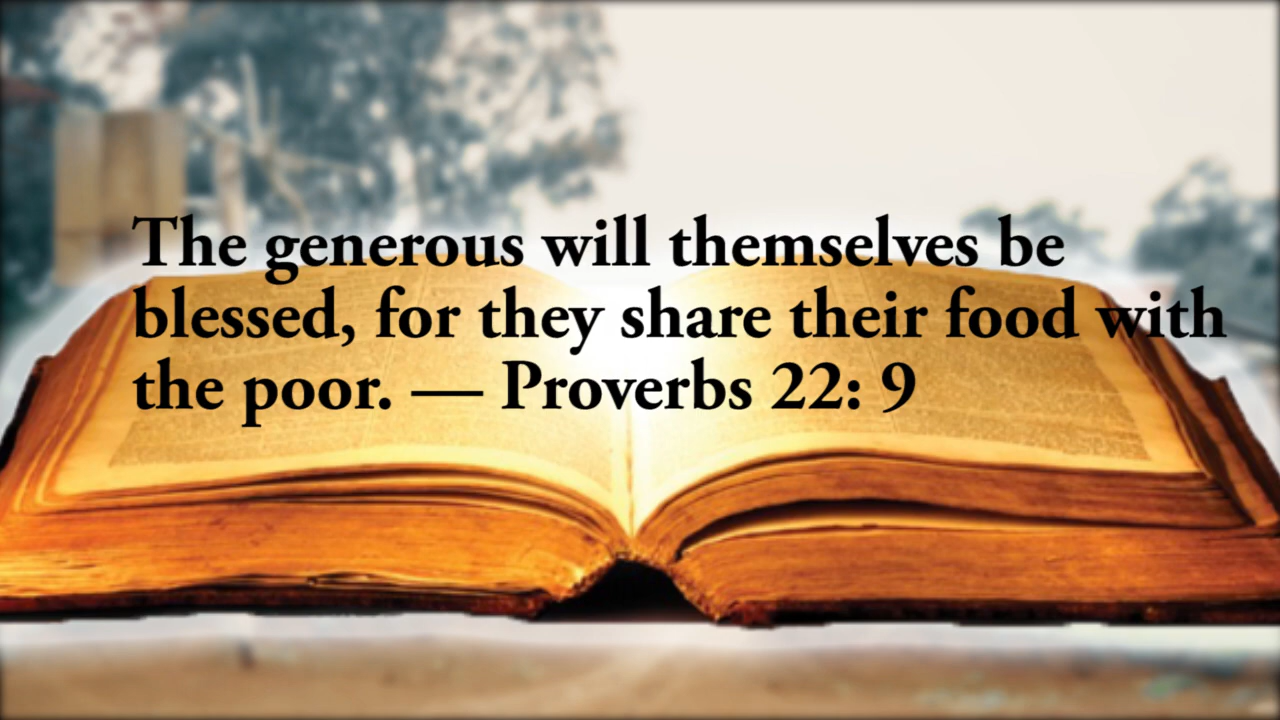 The generous will themselves be
blessed, for they share their food with
the poor. — Proverbs 22: 9